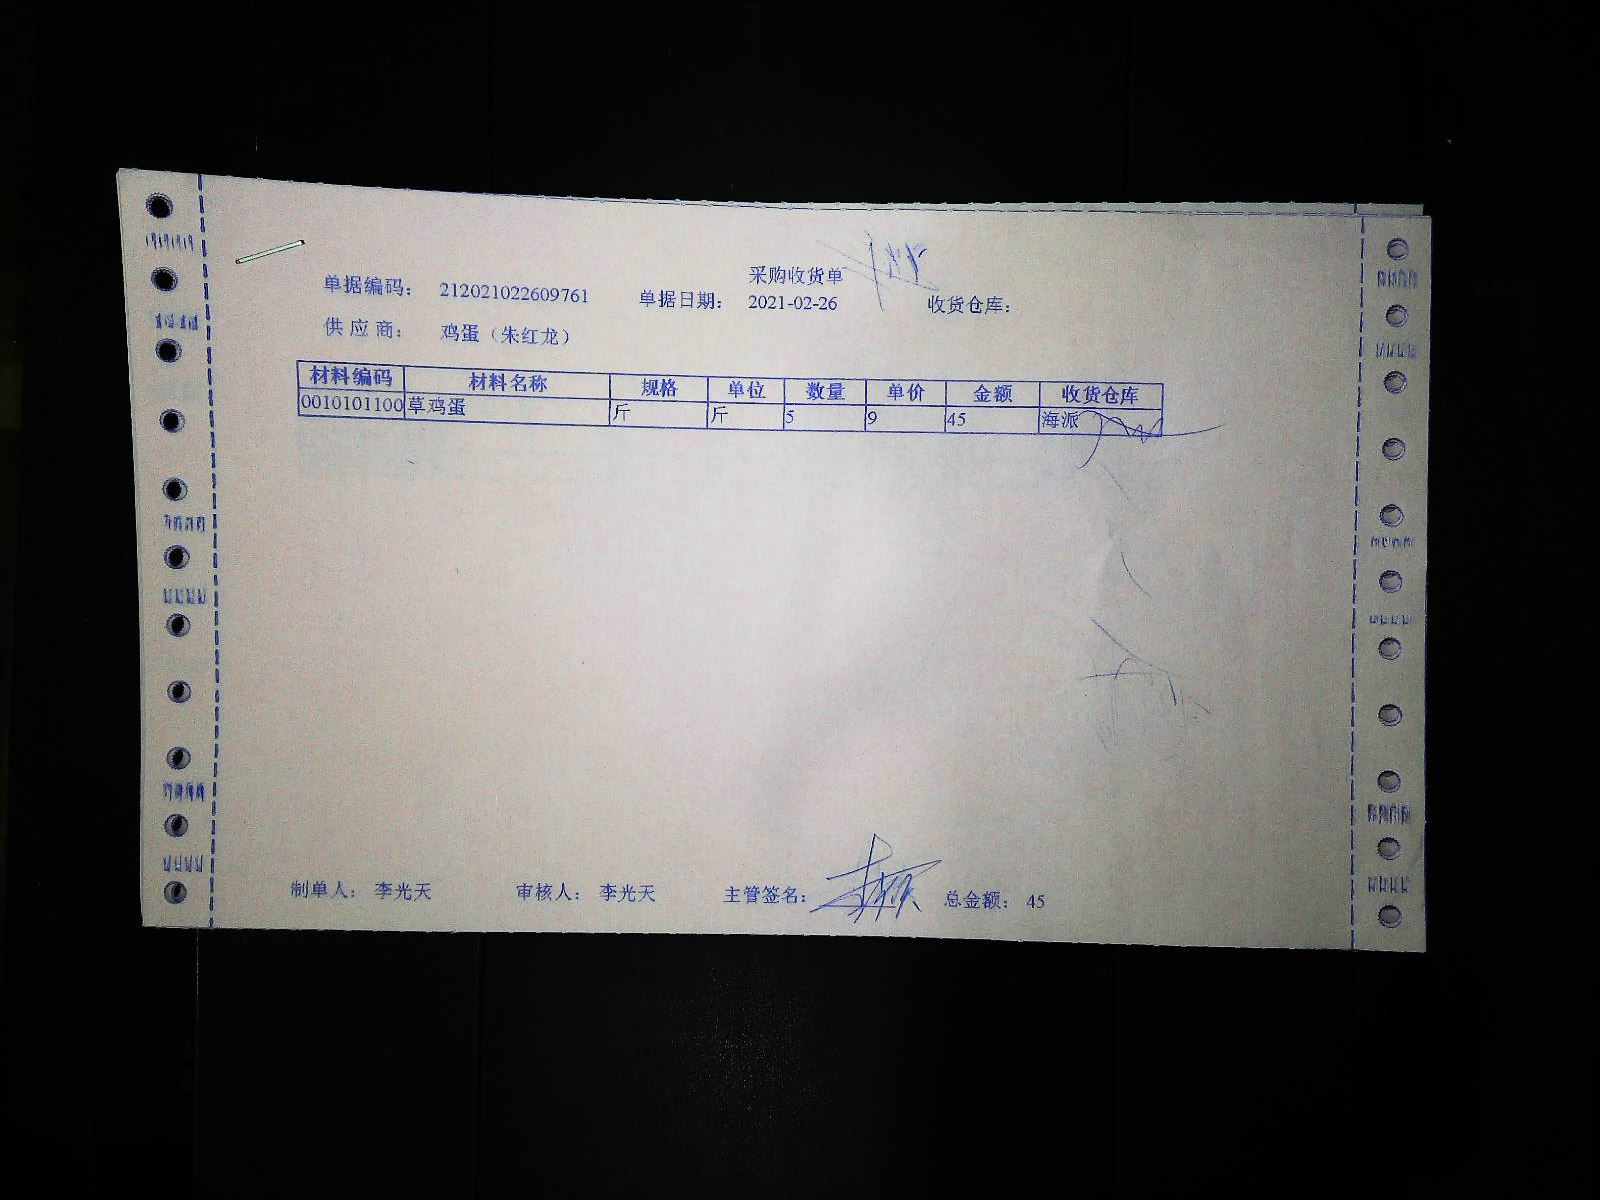 采购收货单
单据编码: 212021022609761 单据日期: 2021-02-26 收货仓库:
供应商: 鸡蛋（朱红龙）
材料编码 材料名称 规格 单位 数量 单价 金额 收货仓库
0010101100 草鸡蛋 斤 斤 5 9 45 海派
制单人: 李光天 审核人: 李光天 主管签名: 总金额: 45